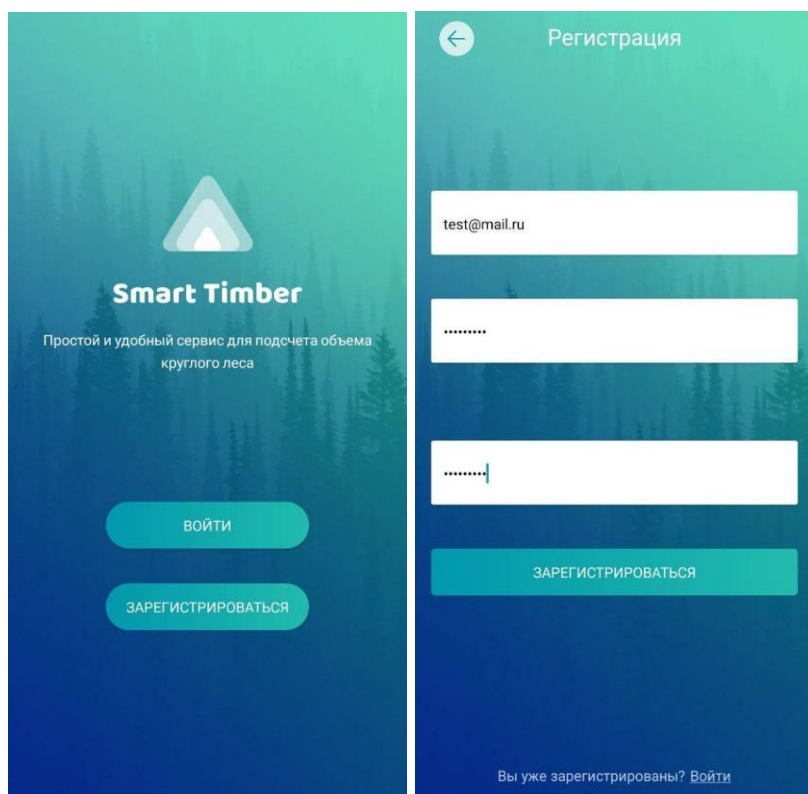 Smart Timber
Простой и удобный сервис для подсчета объема
круглого леса
ВОЙТИ
ЗАРЕГИСТРИРОВАТЬСЯ
Регистрация
test@mail.ru
•••••••••
•••••••••
ЗАРЕГИСТРИРОВАТЬСЯ
Вы уже зарегистрированы? Войти